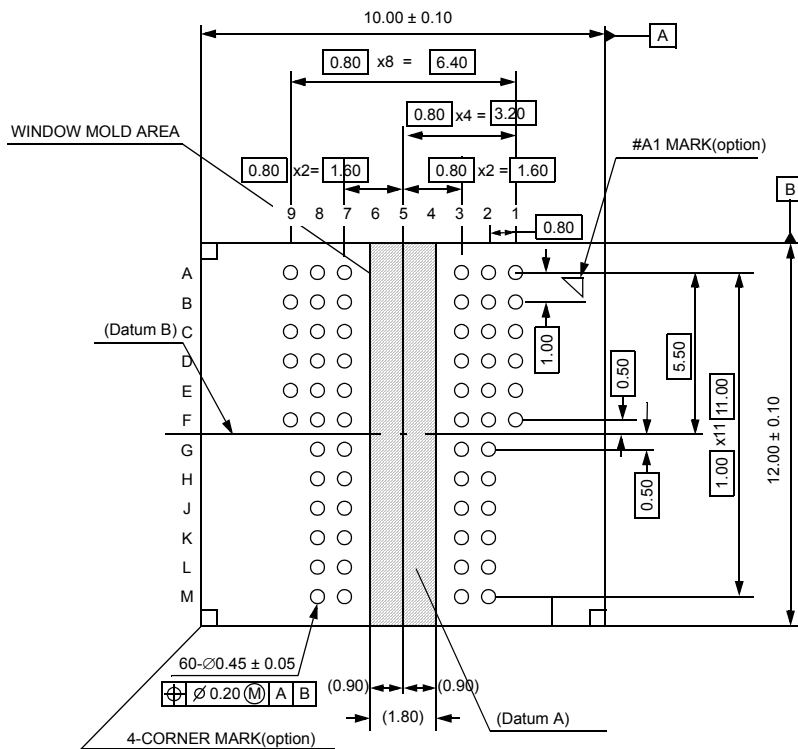 10.00 ± 0.10
A
0.80 x8 = 6.40
0.80 x4 = 3.20
WINDOW MOLD AREA
#A1 MARK(option)
0.80 x2= 1.60
0.80 x2 = 1.60
B
9 8 7 6 5 4 3 2 1
0.80
A
B
C
(Datum B)
D
E
F
G
H
J
K
L
M
1.00
0.50
5.50
0.50
1.00 x11 11.00
12.00 ± 0.10
60-∅0.45 ± 0.05
⌖ ∅ 0.20 Ⓜ A B
(0.90)
(0.90)
(1.80)
(Datum A)
4-CORNER MARK(option)